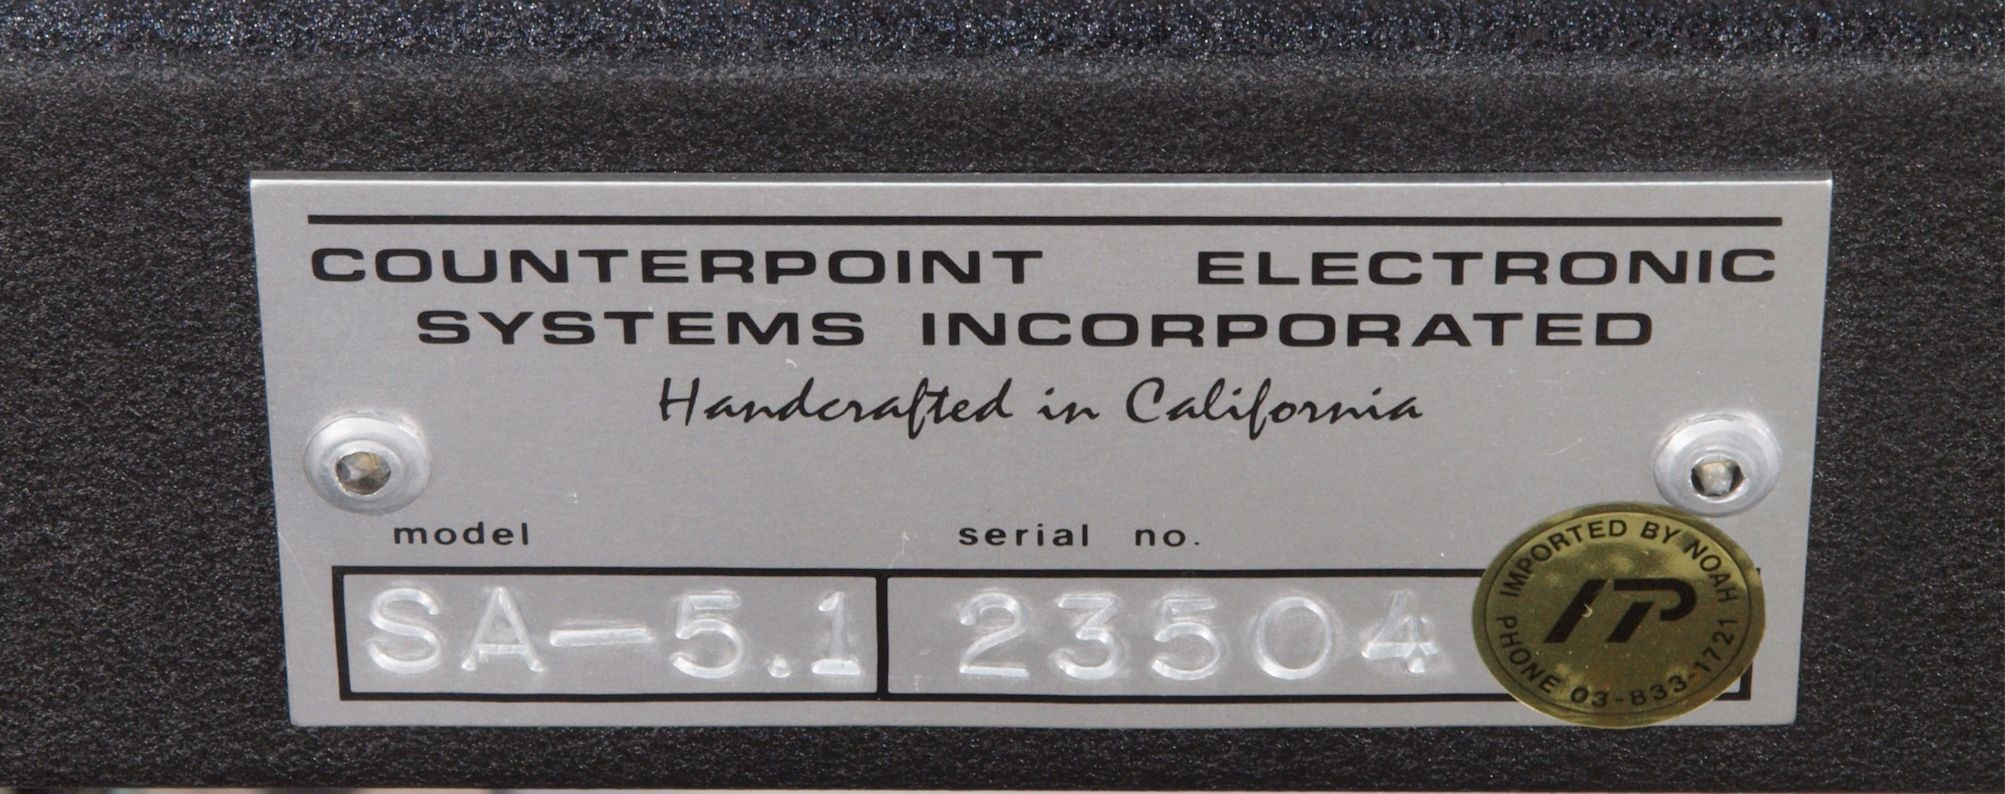 COUNTERPOINT ELECTRONIC
SYSTEMS INCORPORATED
Handcrafted in California
model serial no.
SA-5.1 23504
IMPORTED BY NOAH
IP
PHONE 03-833-1721